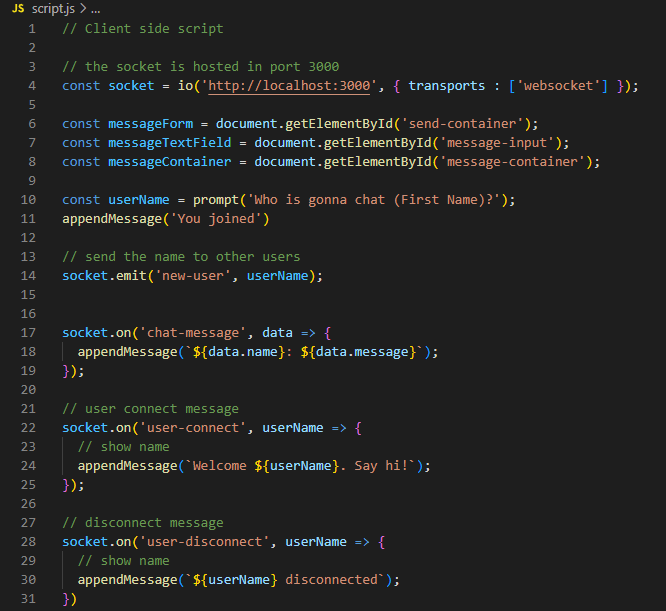 JS script.js > ...
1 // Client side script
2
3 // the socket is hosted in port 3000
4 const socket = io('http://localhost:3000', { transports : ['websocket'] });
5
6 const messageForm = document.getElementById('send-container');
7 const messageTextField = document.getElementById('message-input');
8 const messageContainer = document.getElementById('message-container');
9
10 const userName = prompt('Who is gonna chat (First Name)?');
11 appendMessage('You joined')
12
13 // send the name to other users
14 socket.emit('new-user', userName);
15
16
17 socket.on('chat-message', data => {
18   appendMessage(`${data.name}: ${data.message}`);
19 });
20
21 // user connect message
22 socket.on('user-connect', userName => {
23   // show name
24   appendMessage(`Welcome ${userName}. Say hi!`);
25 });
26
27 // disconnect message
28 socket.on('user-disconnect', userName => {
29   // show name
30   appendMessage(`${userName} disconnected`);
31 })